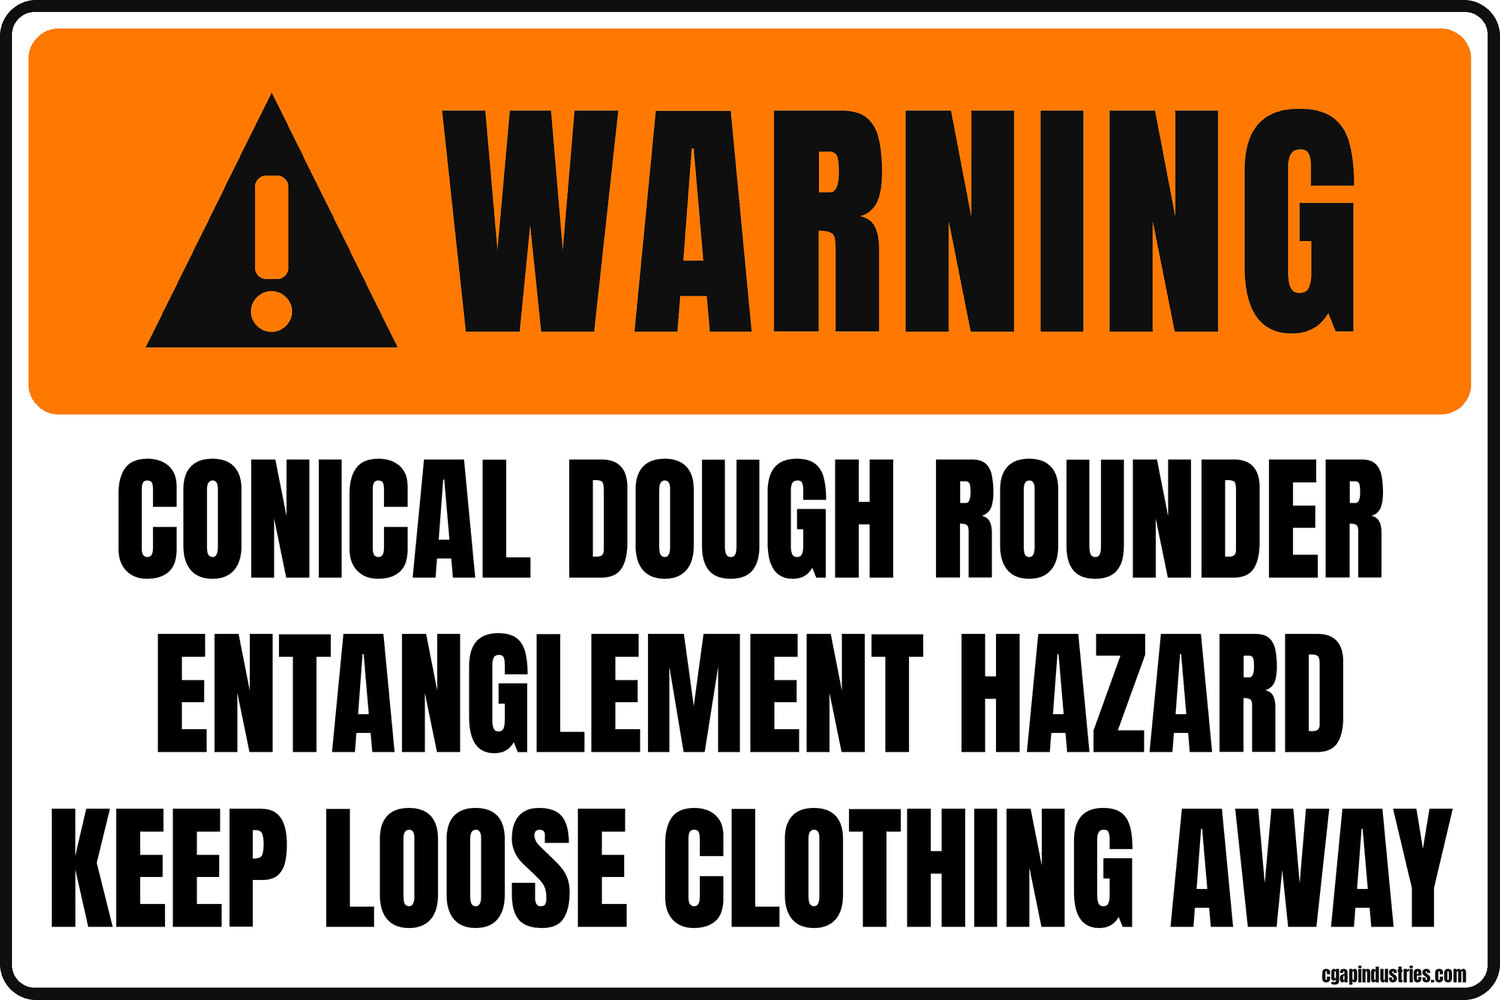 WARNING
CONICAL DOUGH ROUNDER
ENTANGLEMENT HAZARD
KEEP LOOSE CLOTHING AWAY
cgapindustries.com